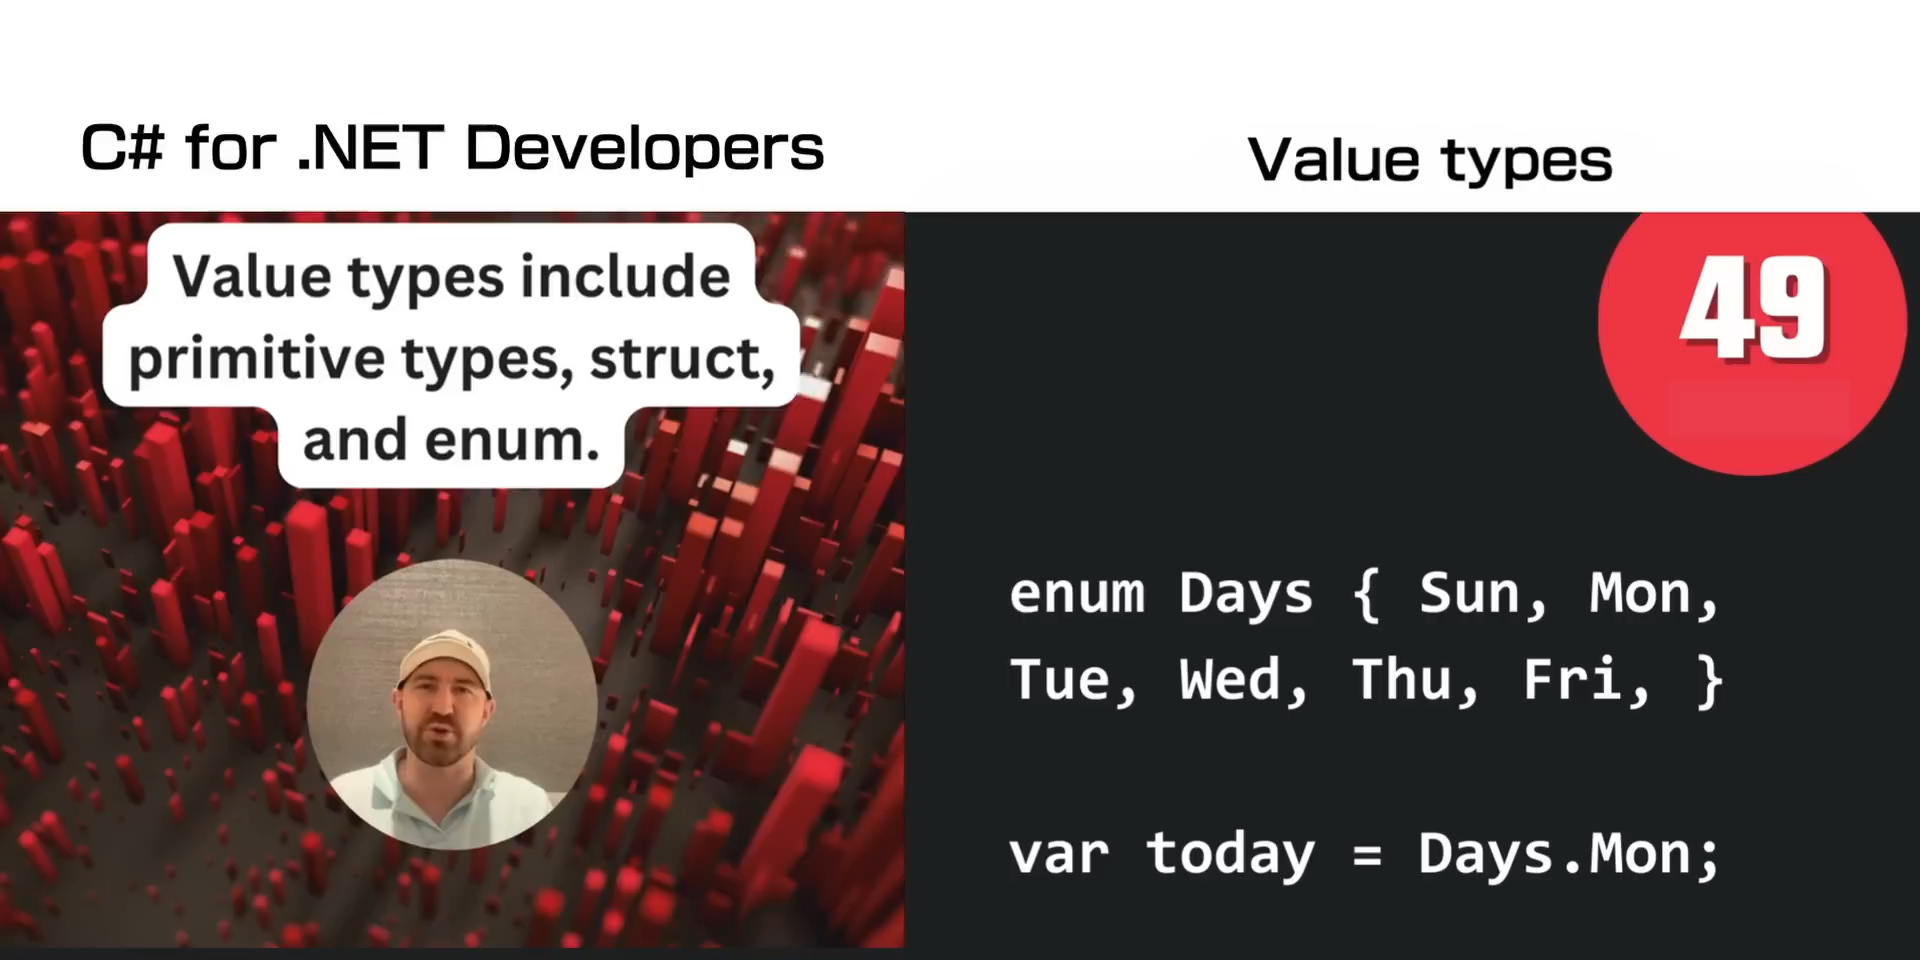 C# for .NET Developers
Value types include
primitive types, struct,
and enum.
Value types
49
enum Days { Sun, Mon,
Tue, Wed, Thu, Fri, }
var today = Days.Mon;